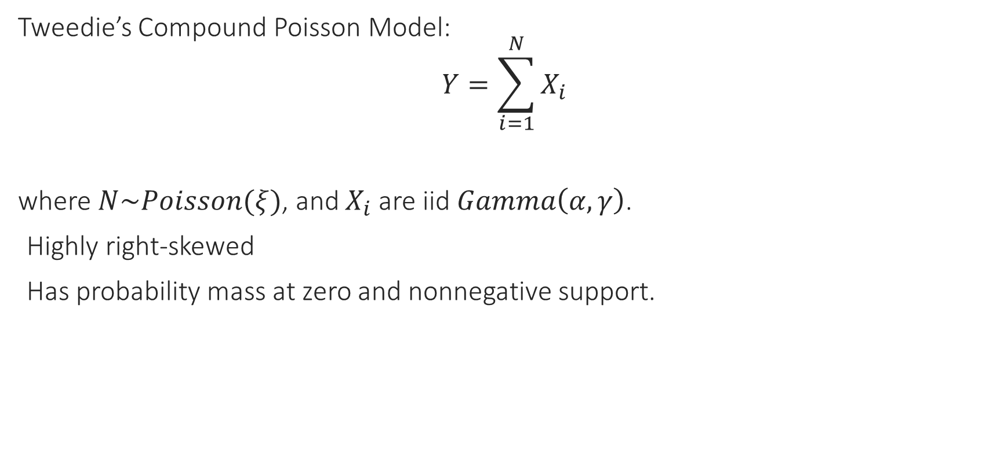 Tweedie’s Compound Poisson Model:
Y = ∑_{i=1}^{N} X_i
where N~Poisson(ξ), and X_i are iid Gamma(α, γ).
Highly right-skewed
Has probability mass at zero and nonnegative support.